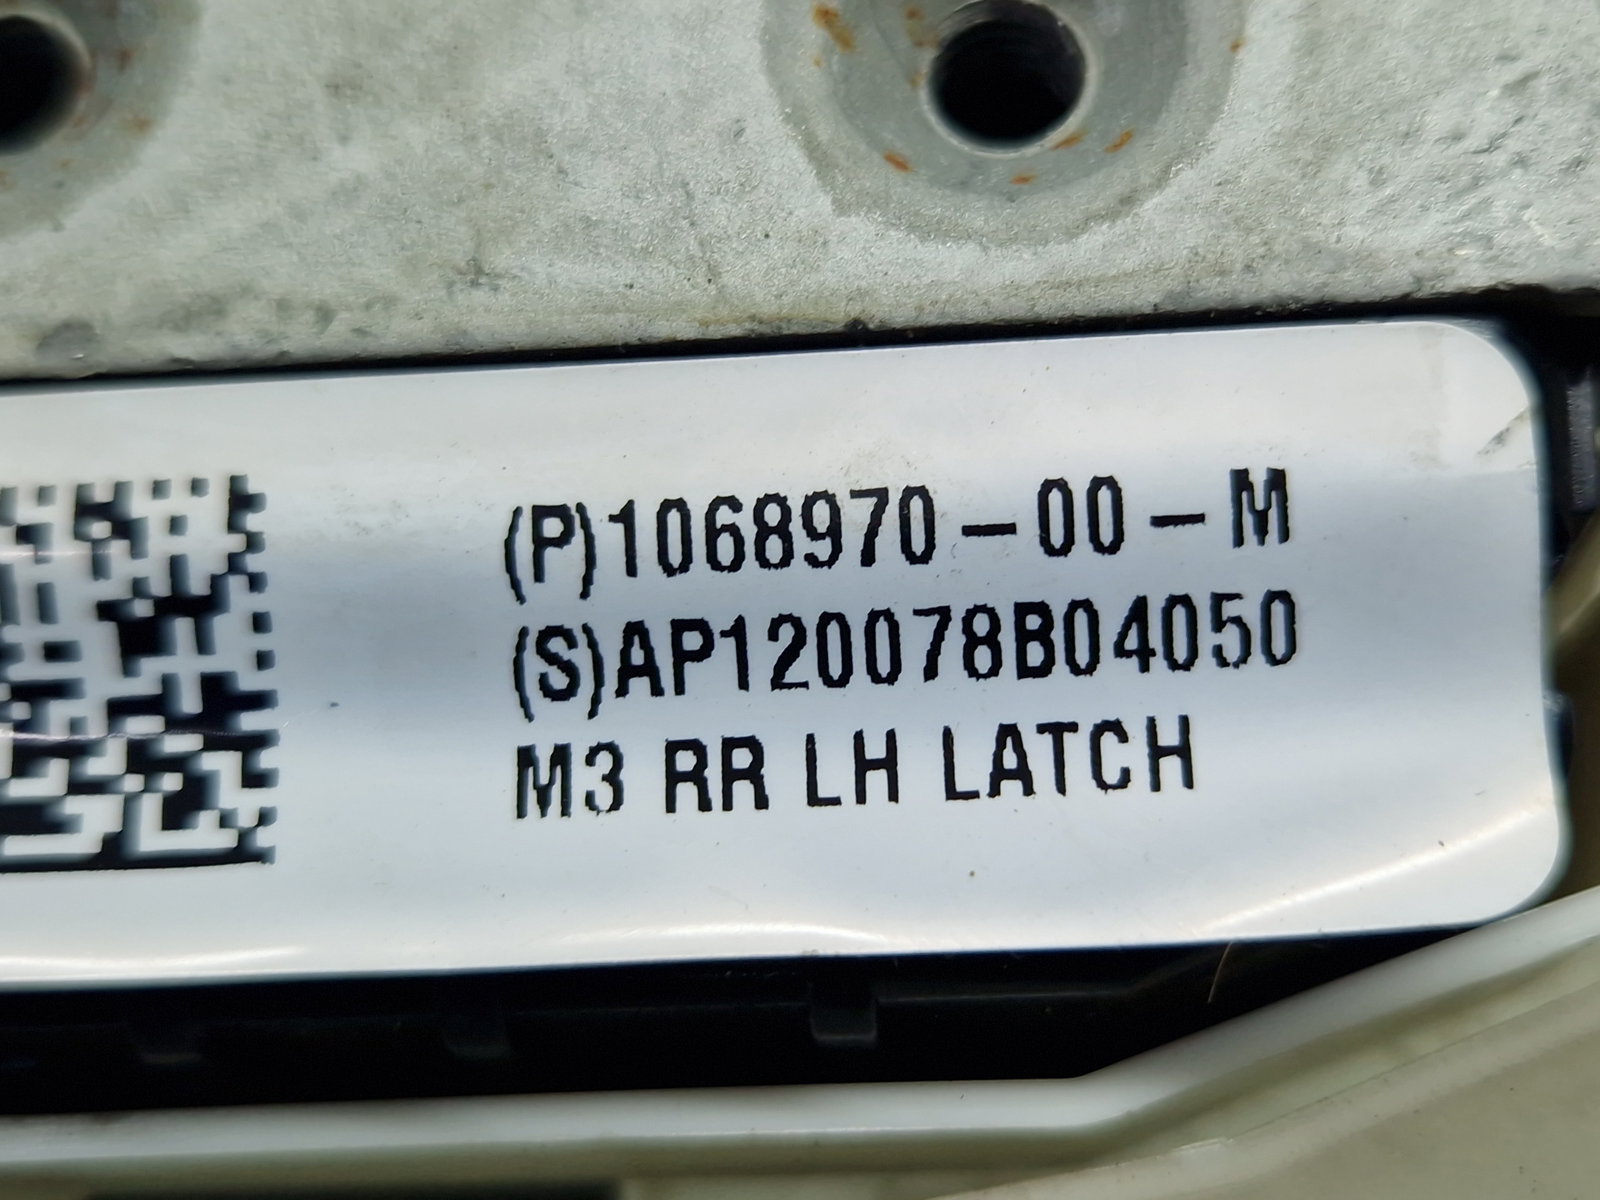 (P)1068970-00-M
(S)AP120078B04050
M3 RR LH LATCH